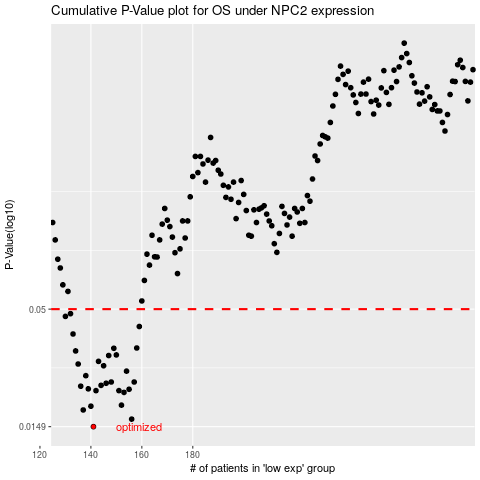 Cumulative P-Value plot for OS under NPC2 expression
P-Value(log10)
0.05
0.0149
optimized
120 140 160 180
# of patients in 'low exp' group